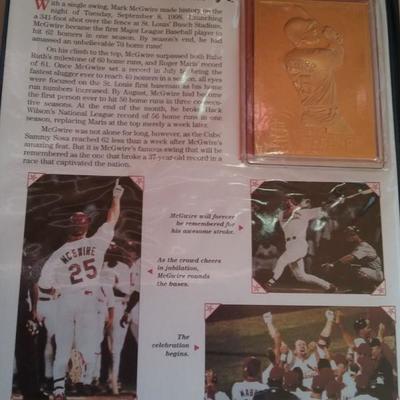 With a single swing, Mark McGwire made history on the
night of Tuesday, September 8, 1998. Launching
a 341-foot shot over the fence at St. Louis' Busch Stadium,
McGwire became the first Major League Baseball player to
hit 62 homers in one season. By season's end, he had
amassed an unbelievable 70 home runs!
On his climb to the top, McGwire surpassed both Babe
Ruth's milestone of 60 home runs, and Roger Maris' record
of 61. Once McGwire set a record in July for being the
fastest slugger ever to reach 40 homers in a season, all eyes
were focused on the St. Louis first baseman as his home
run numbers increased. By August, McGwire had become
the first person ever to hit 50 home runs in three consecu-
tive seasons. At the end of the month, he broke Hack
Wilson's National League record of 56 home runs in one
season, replacing Maris at the top merely a week later.
McGwire was not alone for long, however, as the Cubs'
Sammy Sosa reached 62 less than a week after McGwire's
amazing feat. But it is McGwire's famous swing that will be
remembered as the one that broke a 37-year-old record in a
race that captivated the nation.
McGwire will forever
be remembered for
his awesome stroke.
McGWIRE
25
As the crowd cheers
in jubilation,
McGwire rounds
the bases.
The
celebration
begins.